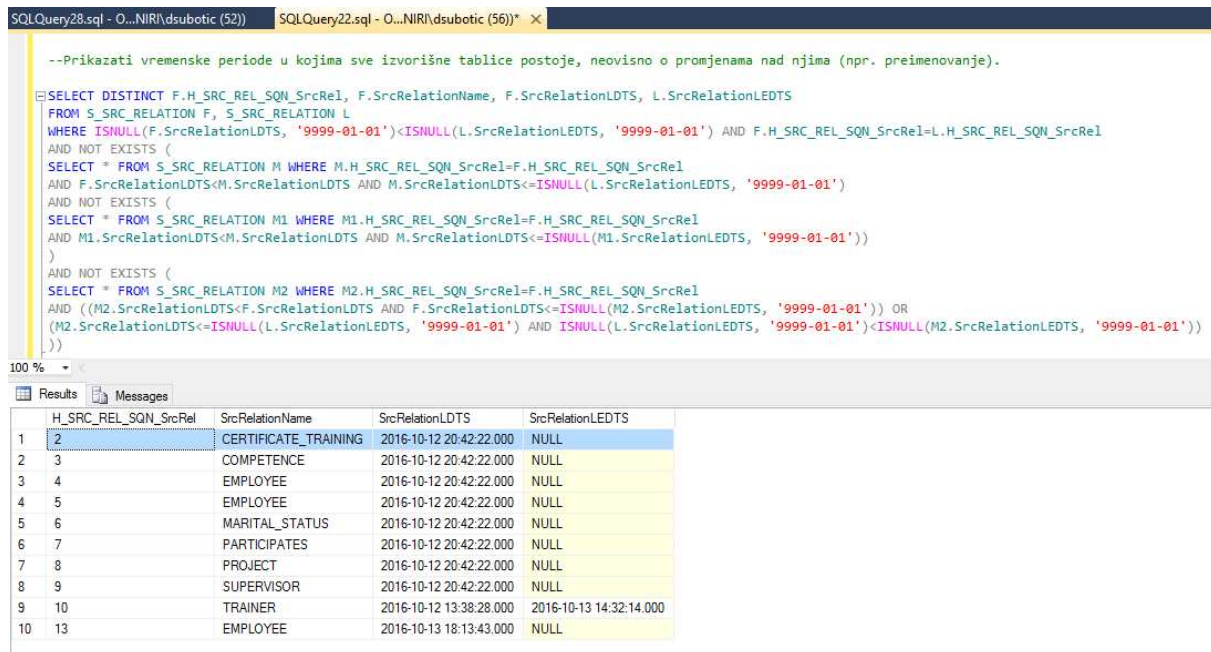 SQLQuery28.sql - O...NIRI\dsubotic (52))    SQLQuery22.sql - O...NIRI\dsubotic (56))* ✕
--Prikazati vremenske periode u kojima sve izvorišne tablice postoje, neovisno o promjenama nad njima (npr. preimenovanje).
SELECT DISTINCT F.H_SRC_REL_SQN_SrcRel, F.SrcRelationName, F.SrcRelationLDTS, L.SrcRelationLEDTS
FROM S_SRC_RELATION F, S_SRC_RELATION L
WHERE ISNULL(F.SrcRelationLDTS, '9999-01-01')<ISNULL(L.SrcRelationLEDTS, '9999-01-01') AND F.H_SRC_REL_SQN_SrcRel=L.H_SRC_REL_SQN_SrcRel
AND NOT EXISTS (
SELECT * FROM S_SRC_RELATION M WHERE M.H_SRC_REL_SQN_SrcRel=F.H_SRC_REL_SQN_SrcRel
AND F.SrcRelationLDTS<M.SrcRelationLDTS AND M.SrcRelationLDTS<=ISNULL(L.SrcRelationLEDTS, '9999-01-01')
AND NOT EXISTS (
SELECT * FROM S_SRC_RELATION M1 WHERE M1.H_SRC_REL_SQN_SrcRel=F.H_SRC_REL_SQN_SrcRel
AND M1.SrcRelationLDTS<M.SrcRelationLDTS AND M.SrcRelationLDTS<=ISNULL(M1.SrcRelationLEDTS, '9999-01-01'))
)
AND NOT EXISTS (
SELECT * FROM S_SRC_RELATION M2 WHERE M2.H_SRC_REL_SQN_SrcRel=F.H_SRC_REL_SQN_SrcRel
AND ((M2.SrcRelationLDTS<F.SrcRelationLDTS AND F.SrcRelationLDTS<=ISNULL(M2.SrcRelationLEDTS, '9999-01-01')) OR
(M2.SrcRelationLDTS<=ISNULL(L.SrcRelationLEDTS, '9999-01-01') AND ISNULL(L.SrcRelationLEDTS, '9999-01-01')<ISNULL(M2.SrcRelationLEDTS, '9999-01-01'))
))
100 %
Results    Messages
H_SRC_REL_SQN_SrcRel    SrcRelationName    SrcRelationLDTS    SrcRelationLEDTS
1    2    CERTIFICATE_TRAINING    2016-10-12 20:42:22.000    NULL
2    3    COMPETENCE    2016-10-12 20:42:22.000    NULL
3    4    EMPLOYEE    2016-10-12 20:42:22.000    NULL
4    5    EMPLOYEE    2016-10-12 20:42:22.000    NULL
5    6    MARITAL_STATUS    2016-10-12 20:42:22.000    NULL
6    7    PARTICIPATES    2016-10-12 20:42:22.000    NULL
7    8    PROJECT    2016-10-12 20:42:22.000    NULL
8    9    SUPERVISOR    2016-10-12 20:42:22.000    NULL
9    10    TRAINER    2016-10-12 13:38:28.000    2016-10-13 14:32:14.000
10    13    EMPLOYEE    2016-10-13 18:13:43.000    NULL